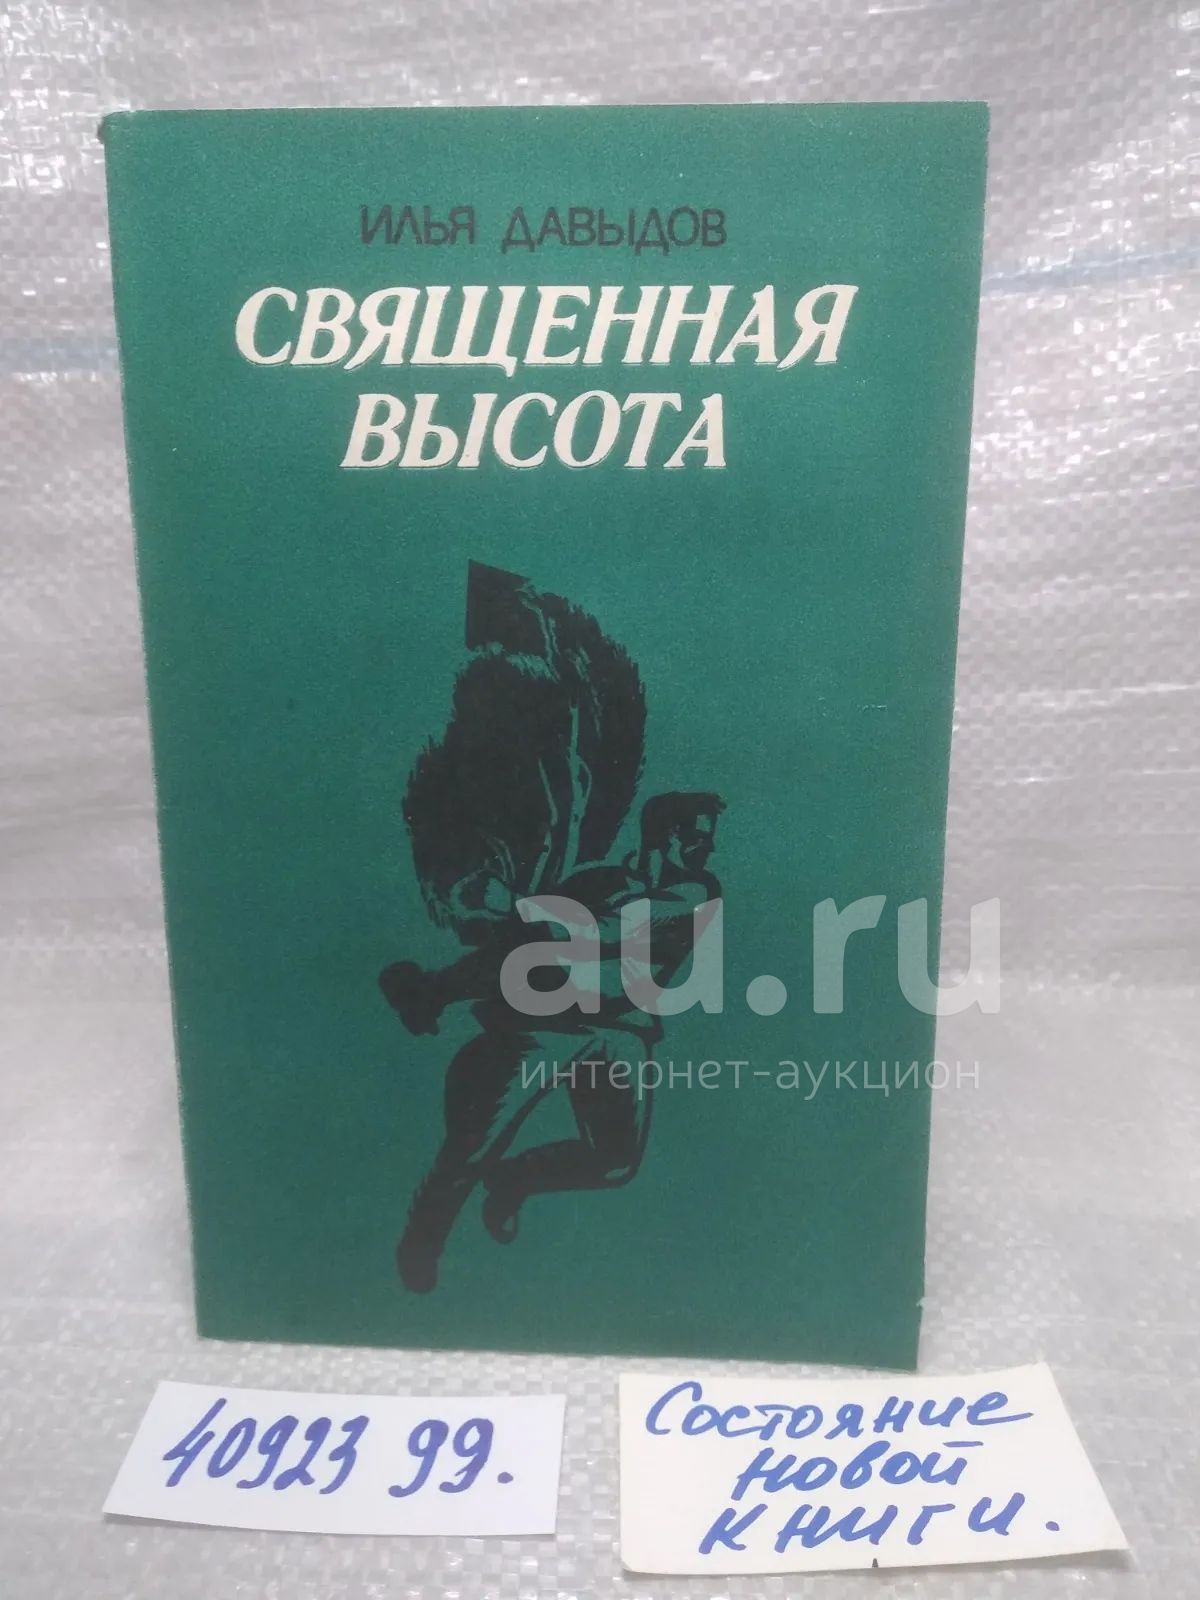 ИЛЬЯ ДАВЫДОВ
СВЯЩЕННАЯ
ВЫСОТА
au.ru
интернет-аукцион
40923 99.
Состояние
новой
книги.